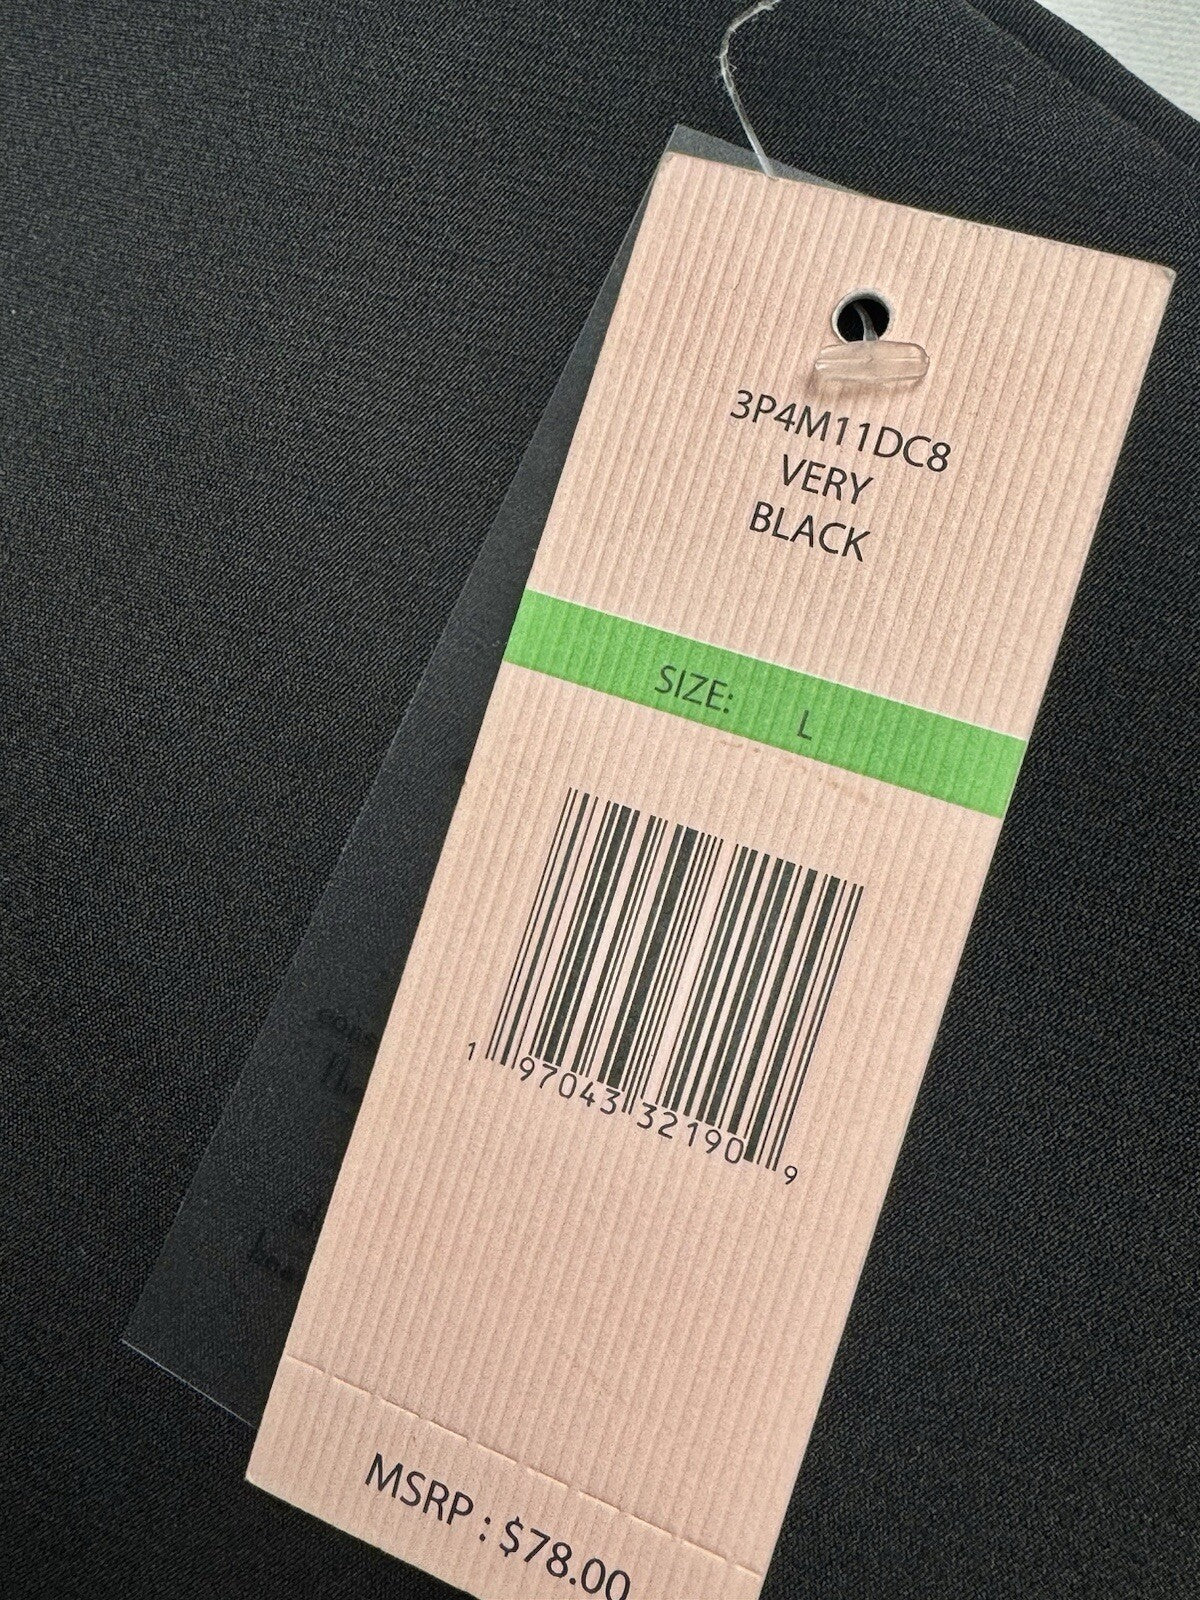 3P4M11DC8
VERY
BLACK
SIZE: L
1 97043 32190 9
MSRP : $78.00